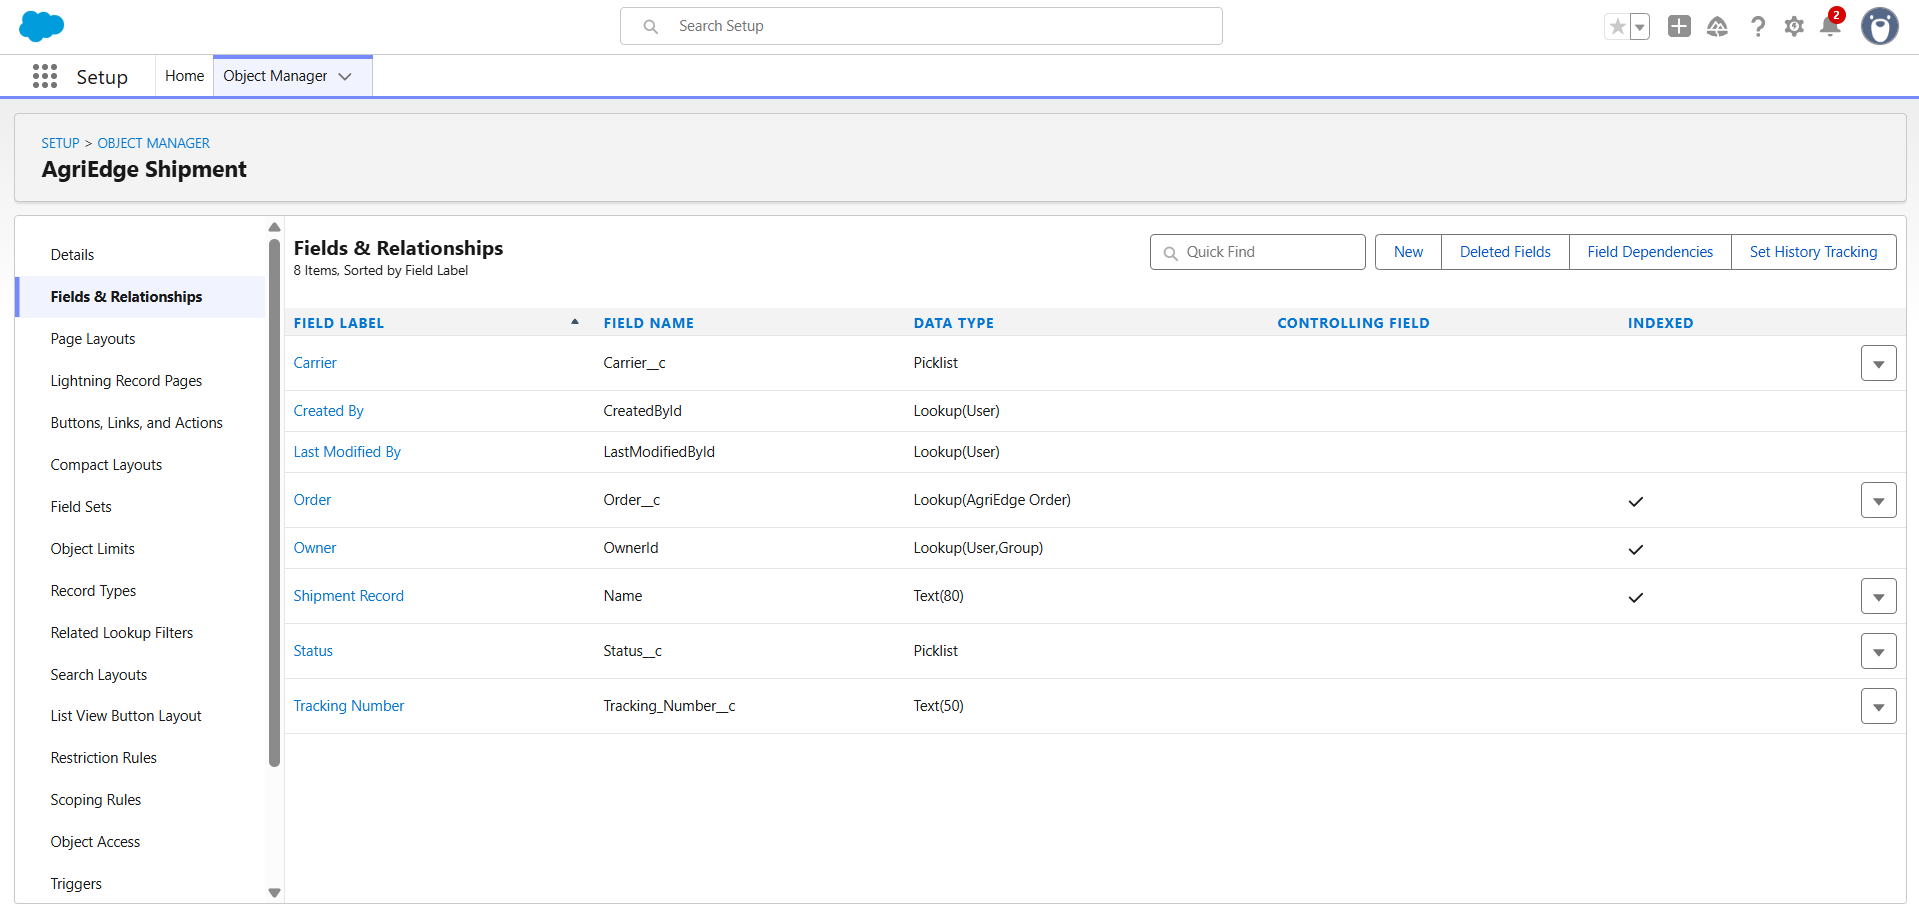 Search Setup
2
Setup
Home
Object Manager
SETUP > OBJECT MANAGER
AgriEdge Shipment
Details
Fields & Relationships
Page Layouts
Lightning Record Pages
Buttons, Links, and Actions
Compact Layouts
Field Sets
Object Limits
Record Types
Related Lookup Filters
Search Layouts
List View Button Layout
Restriction Rules
Scoping Rules
Object Access
Triggers
Fields & Relationships
8 Items, Sorted by Field Label
Quick Find
New
Deleted Fields
Field Dependencies
Set History Tracking
FIELD LABEL FIELD NAME DATA TYPE CONTROLLING FIELD INDEXED
Carrier Carrier__c Picklist
Created By CreatedById Lookup(User)
Last Modified By LastModifiedById Lookup(User)
Order Order__c Lookup(AgriEdge Order)
Owner OwnerId Lookup(User,Group)
Shipment Record Name Text(80)
Status Status__c Picklist
Tracking Number Tracking_Number__c Text(50)